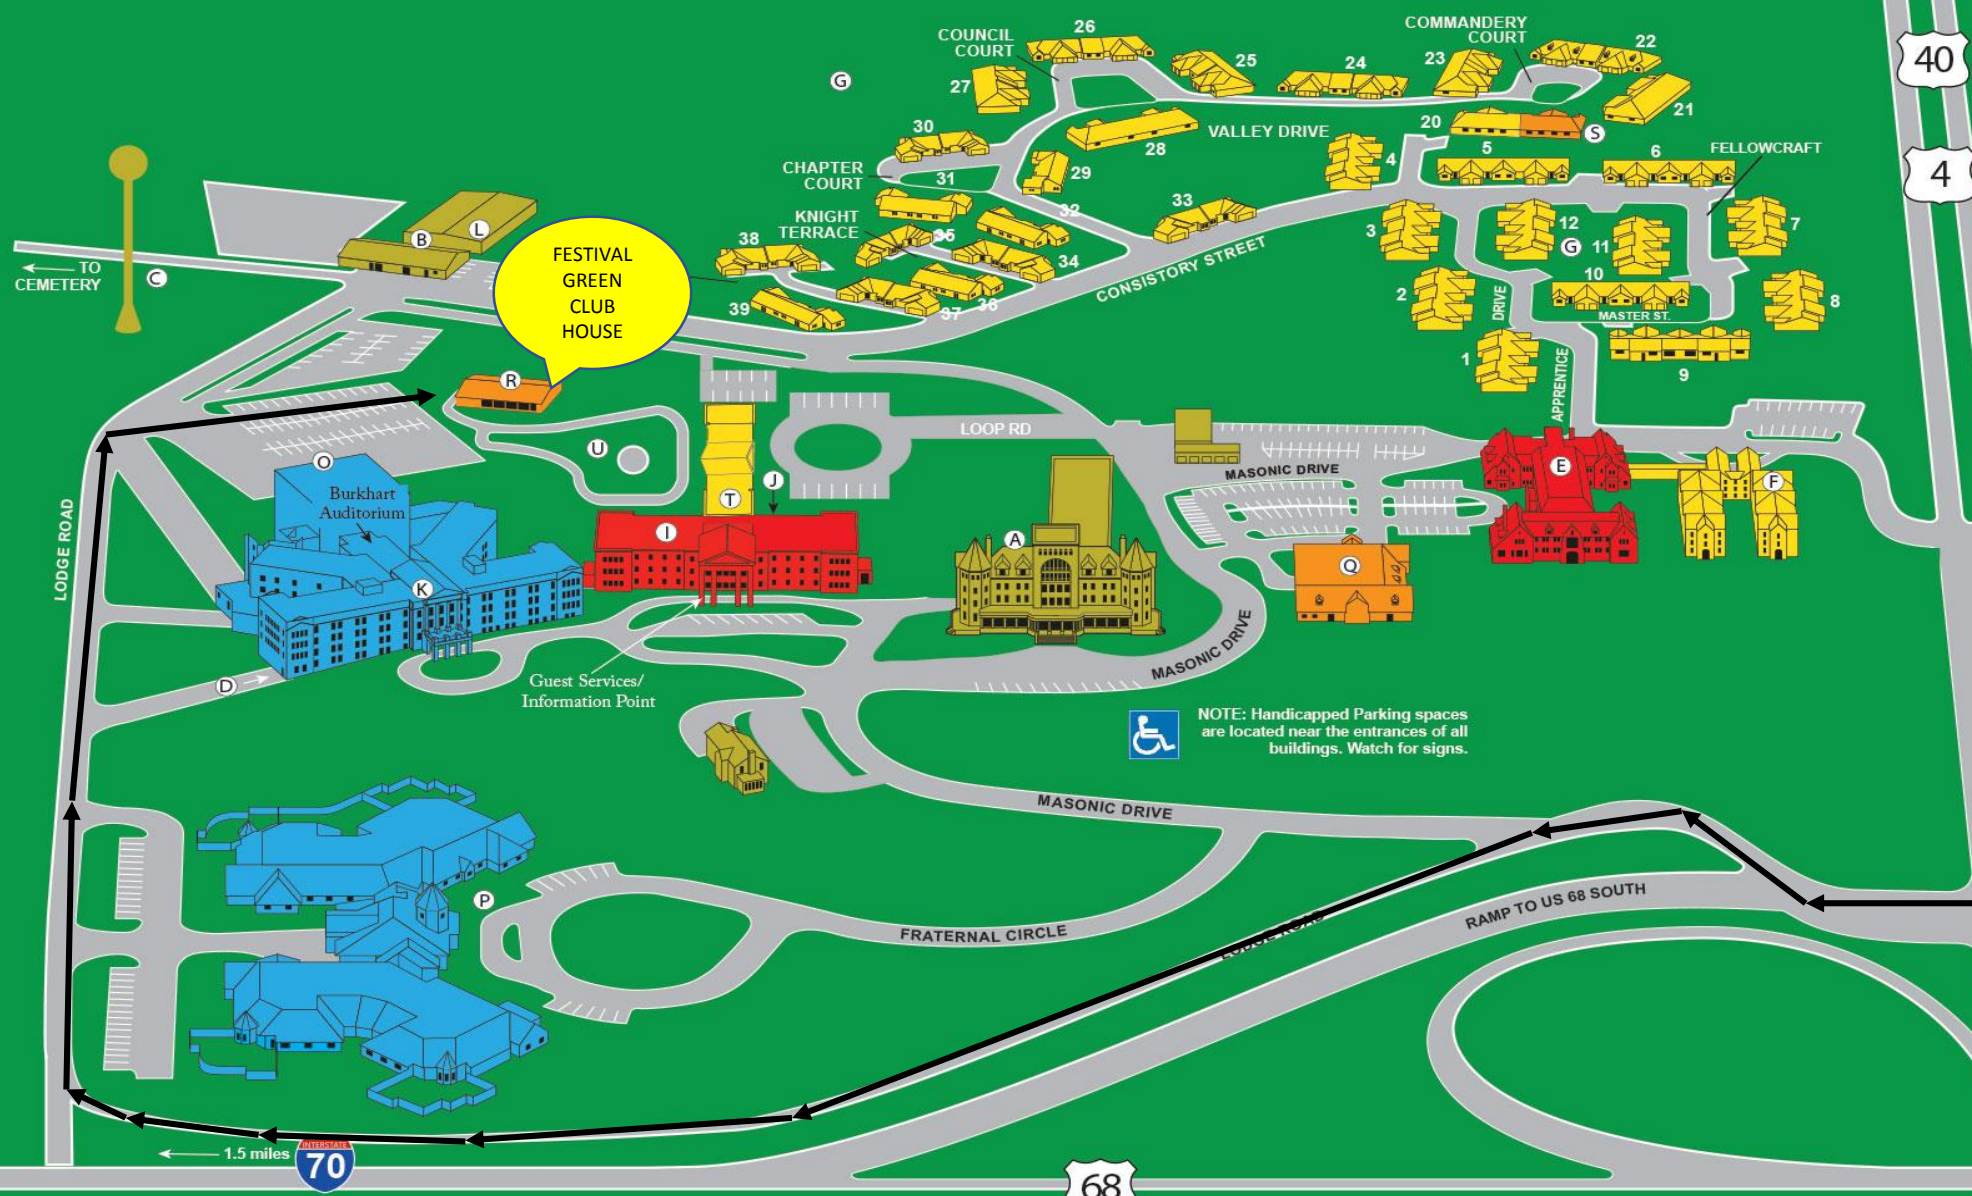 26
COUNCIL
COURT
27
25
24
COMMANDERY
COURT
23
22
21
40
G
30
28
VALLEY DRIVE
20
S
4
5
6
FELLOWCRAFT
4
CHAPTER
COURT
31
29
32
33
KNIGHT
TERRACE
35
34
38
39
37
36
CONSISTORY STREET
3
12
G
11
7
2
10
8
DRIVE
MASTER ST.
1
9
APPRENTICE
L
B
TO
CEMETERY
C
FESTIVAL
GREEN
CLUB
HOUSE
R
U
LOOP RD
MASONIC DRIVE
E
F
O
Burkhart
Auditorium
T
J
I
A
Q
K
LODGE ROAD
D
Guest Services/
Information Point
MASONIC DRIVE
NOTE: Handicapped Parking spaces
are located near the entrances of all
buildings. Watch for signs.
MASONIC DRIVE
P
FRATERNAL CIRCLE
LODGE ROAD
RAMP TO US 68 SOUTH
1.5 miles
INTERSTATE
70
68